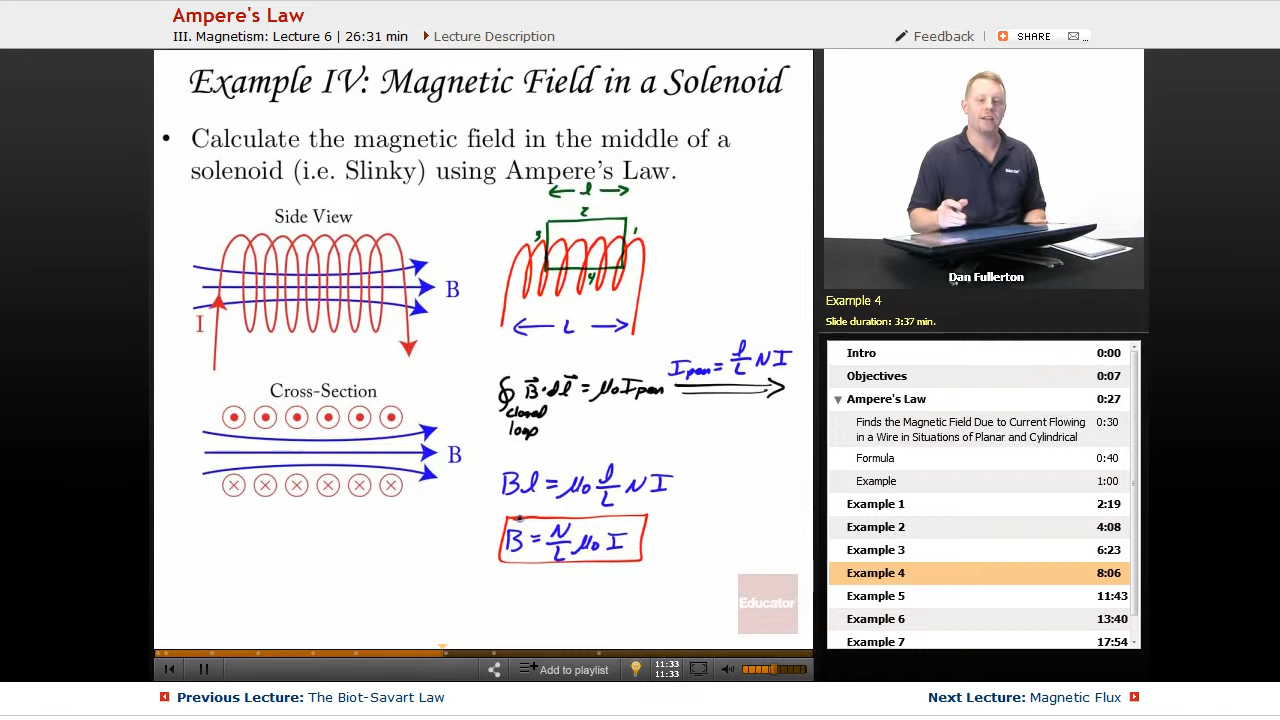 Ampere's Law
III. Magnetism: Lecture 6 | 26:31 min
Lecture Description
Feedback
SHARE
...
Example IV: Magnetic Field in a Solenoid
• Calculate the magnetic field in the middle of a
solenoid (i.e. Slinky) using Ampere's Law.
Side View
B
I
Cross-Section
B
l
2
3
1
4
L
∮ B⃗ · dl⃗ = μ₀ I pen
closed
loop
I pen = l/L N I
B l = μ₀ l/L N I
B = N/L μ₀ I
Educator
Dan Fullerton
Example 4
Slide duration: 3:37 min.
Intro 0:00
Objectives 0:07
Ampere's Law 0:27
Finds the Magnetic Field Due to Current Flowing 0:30
in a Wire in Situations of Planar and Cylindrical
Formula 0:40
Example 1:00
Example 1 2:19
Example 2 4:08
Example 3 6:23
Example 4 8:06
Example 5 11:43
Example 6 13:40
Example 7 17:54
Add to playlist
11:33
11:33
Previous Lecture: The Biot-Savart Law
Next Lecture: Magnetic Flux